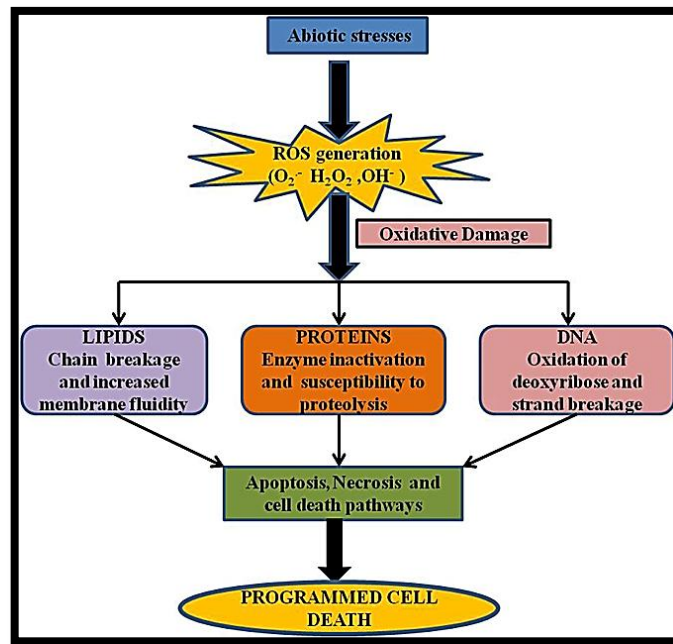 Abiotic stresses
ROS generation
(O₂·⁻ H₂O₂ ,OH⁻ )
Oxidative Damage
LIPIDS
Chain breakage
and increased
membrane fluidity
PROTEINS
Enzyme inactivation
and susceptibility to
proteolysis
DNA
Oxidation of
deoxyribose and
strand breakage
Apoptosis, Necrosis and
cell death pathways
PROGRAMMED CELL
DEATH